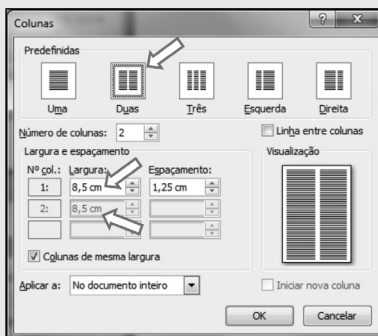 Colunas
Predefinidas
Uma Duas Três Esquerda Direita
Número de colunas: 2
Linha entre colunas
Largura e espaçamento
Visualização
Nº col.: Largura: Espaçamento:
1: 8,5 cm 1,25 cm
2: 8,5 cm
Colunas de mesma largura
Aplicar a: No documento inteiro
Iniciar nova coluna
OK Cancelar